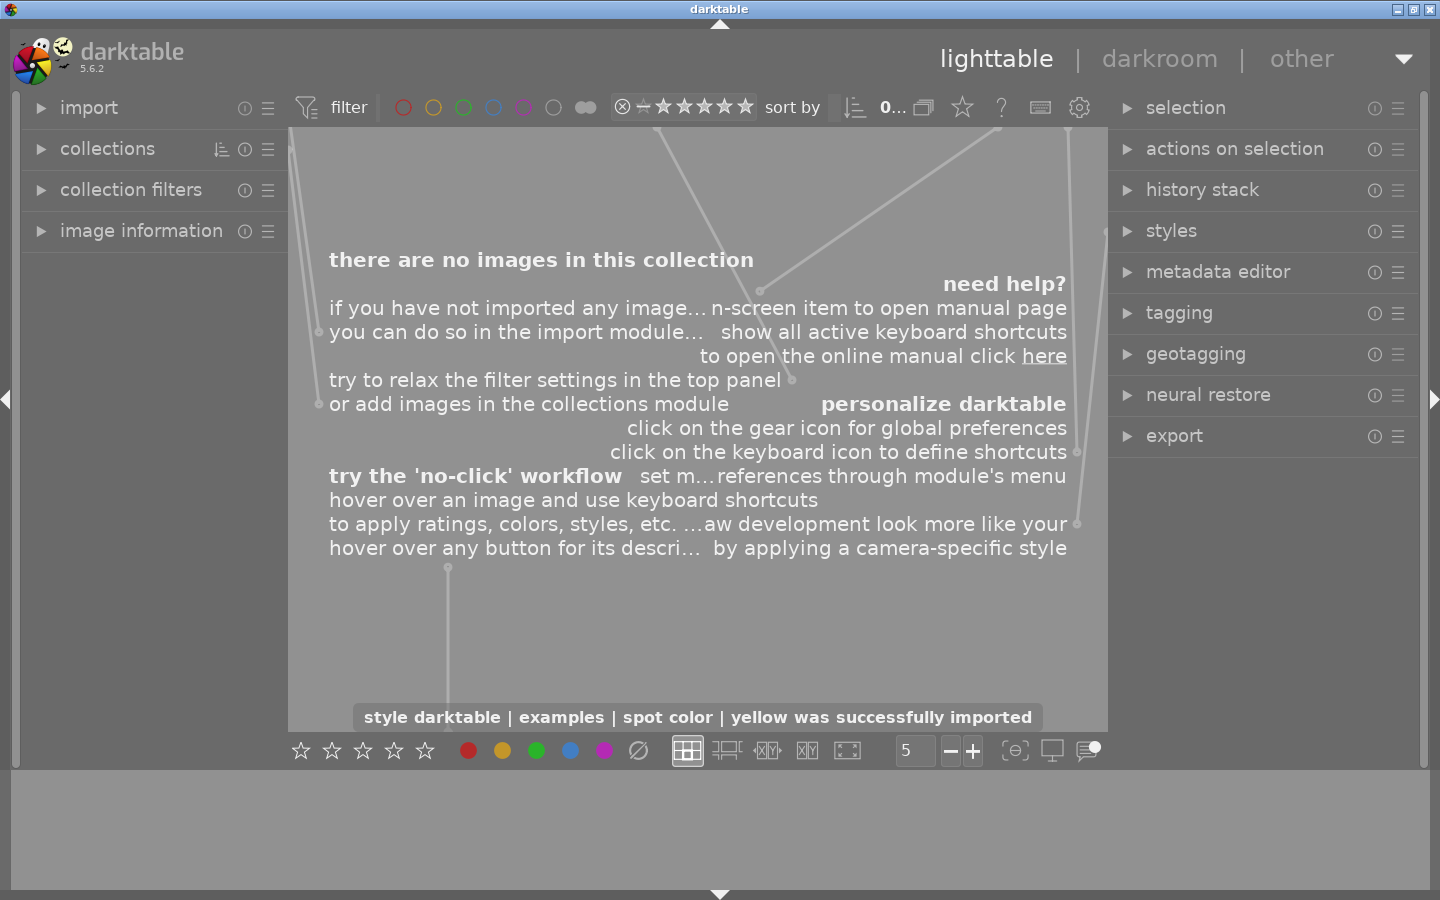 darktable
darktable
5.6.2
lighttable | darkroom | other
import
collections
collection filters
image information
filter
sort by
0...
selection
actions on selection
history stack
styles
metadata editor
tagging
geotagging
neural restore
export
there are no images in this collection
if you have not imported any image...
you can do so in the import module...
try to relax the filter settings in the top panel
or add images in the collections module
try the 'no-click' workflow
hover over an image and use keyboard shortcuts
to apply ratings, colors, styles, etc. ...
hover over any button for its descri...
need help?
n-screen item to open manual page
show all active keyboard shortcuts
to open the online manual click here
personalize darktable
click on the gear icon for global preferences
click on the keyboard icon to define shortcuts
set m...references through module's menu
aw development look more like your
by applying a camera-specific style
style darktable | examples | spot color | yellow was successfully imported
5